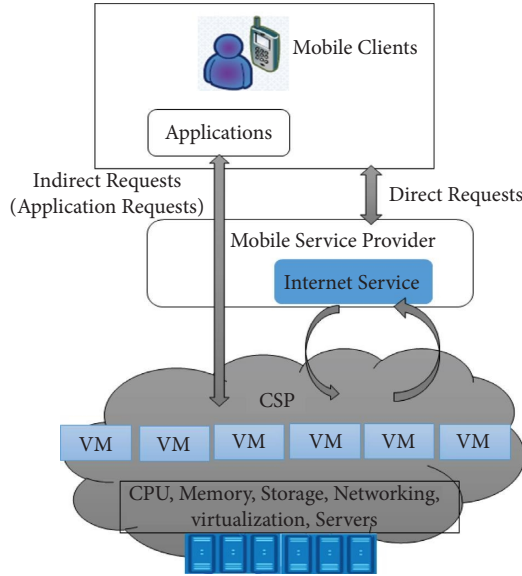 Mobile Clients
Applications
Indirect Requests
(Application Requests)
Direct Requests
Mobile Service Provider
Internet Service
CSP
VM VM VM VM VM VM
CPU, Memory, Storage, Networking,
virtualization, Servers